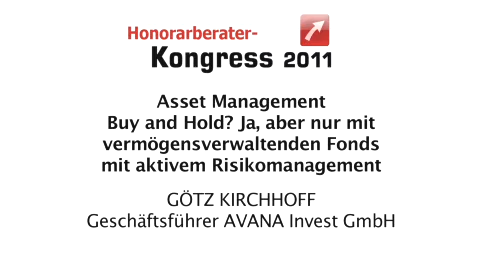 Honorarberater-
Kongress 2011
Asset Management
Buy and Hold? Ja, aber nur mit
vermögensverwaltenden Fonds
mit aktivem Risikomanagement
GÖTZ KIRCHHOFF
Geschäftsführer AVANA Invest GmbH